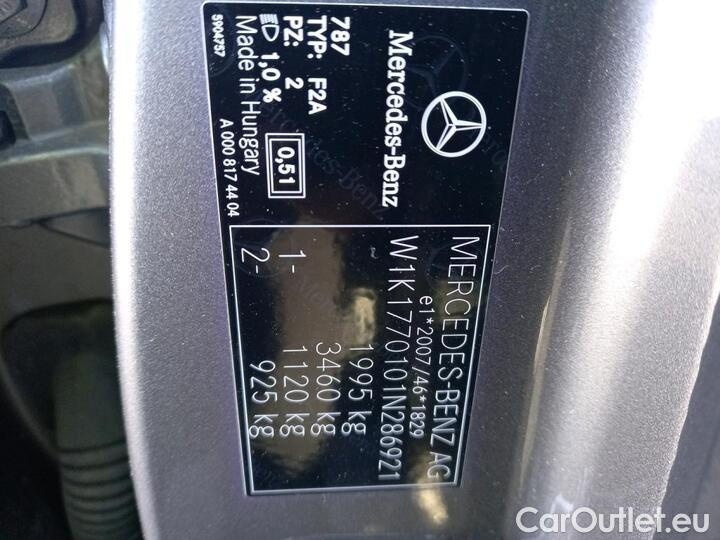 Mercedes-Benz
787
TYP: F2A
PZ: 2
1,0 %
0,51
Made in Hungary
A 000 817 44 04
5904757
MERCEDES-BENZ AG
e1*2007/46*1829
W1K1770101N286921
1995 kg
3460 kg
1- 1120 kg
2- 925 kg
CarOutlet.eu